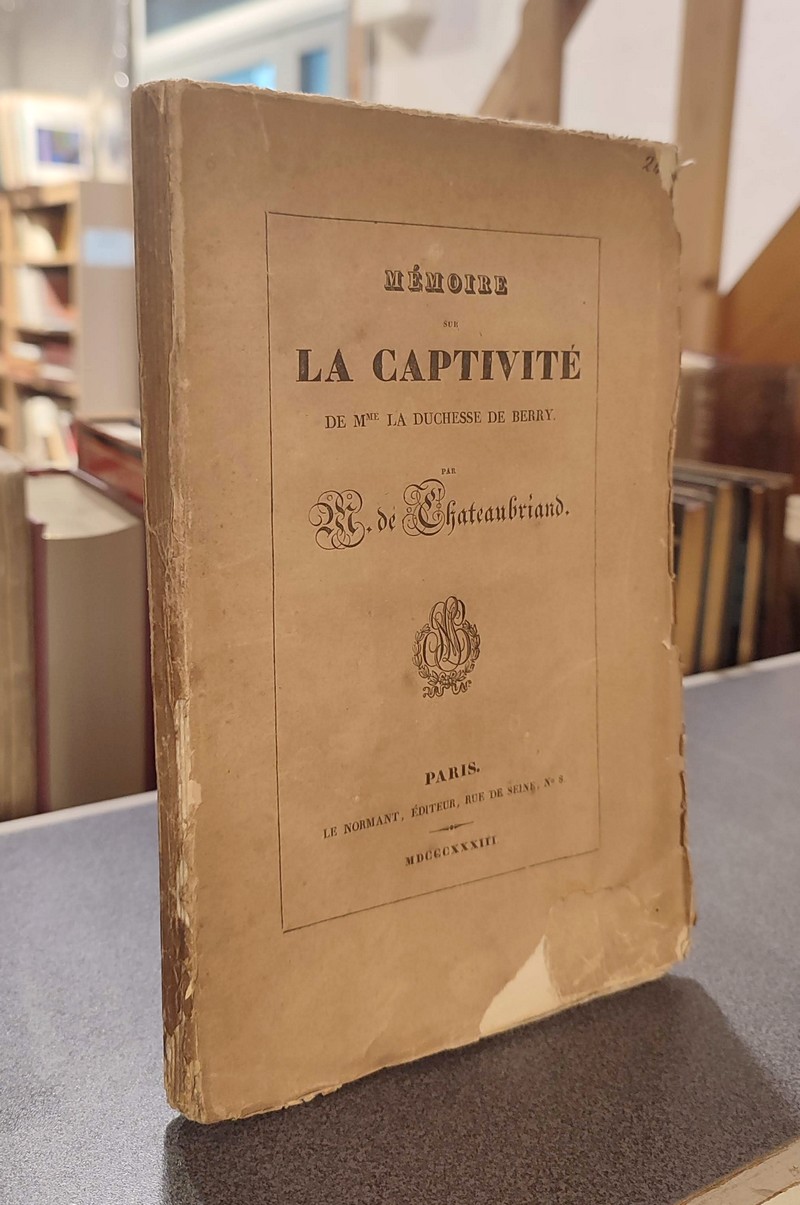 MÉMOIRE
SUR
LA CAPTIVITÉ
DE MME LA DUCHESSE DE BERRY.
PAR
M. de Chateaubriand.
PARIS.
LE NORMANT, ÉDITEUR, RUE DE SEINE, No 8
MDCCCXXXIII